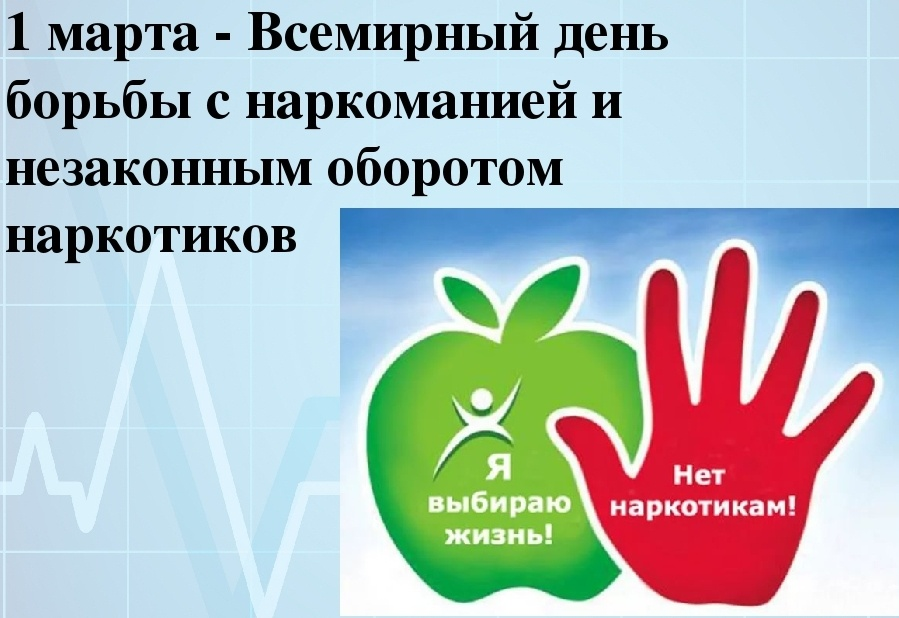 1 марта - Всемирный день
борьбы с наркоманией и
незаконным оборотом
наркотиков
Я
выбираю
жизнь!
Нет
наркотикам!